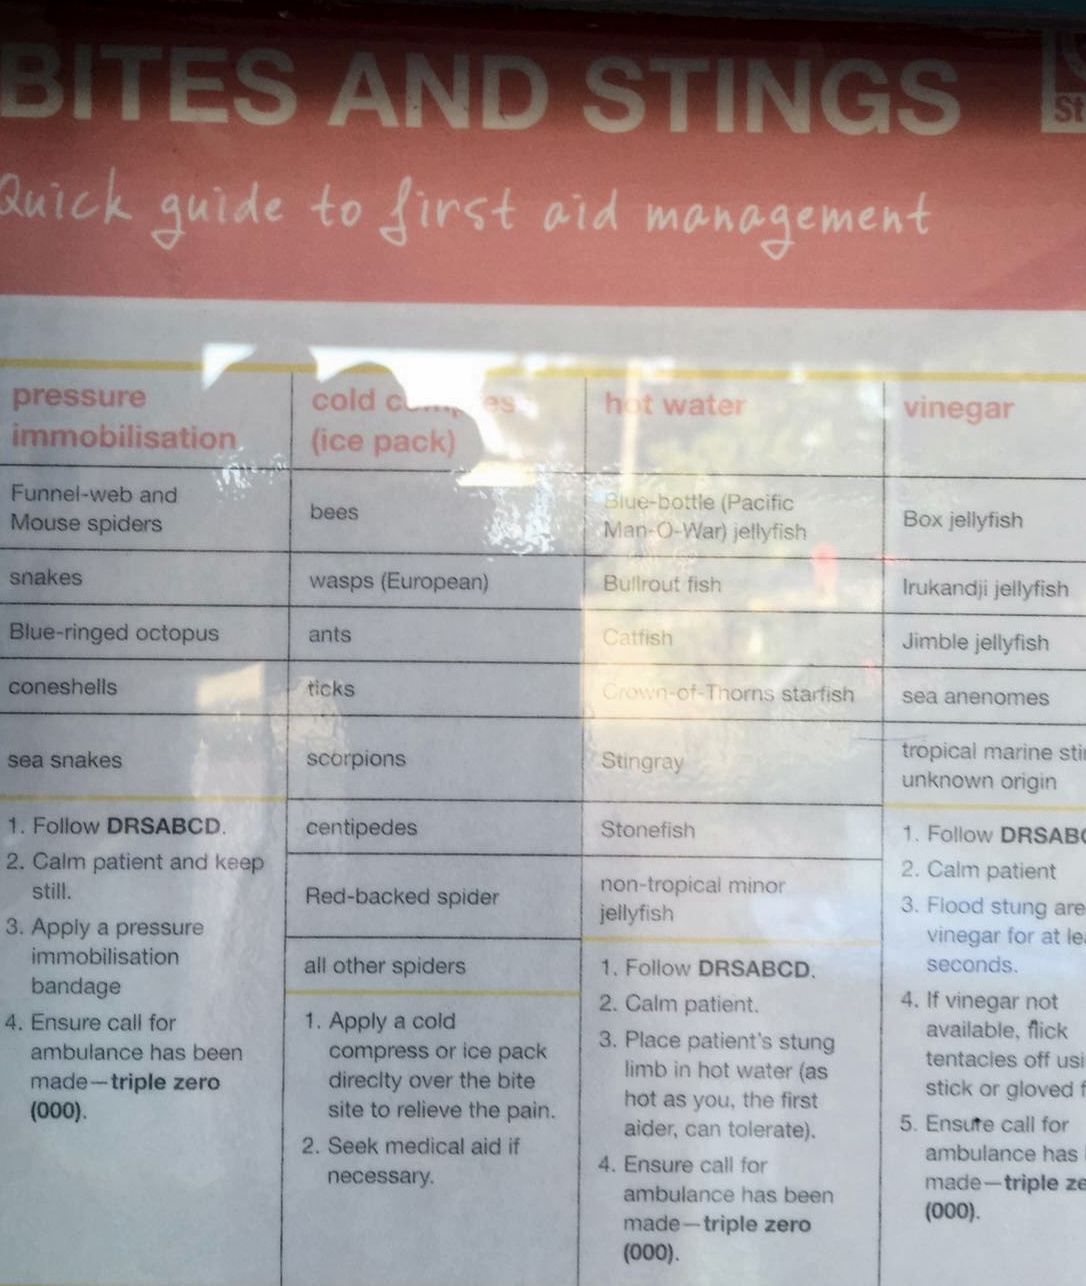 BITES AND STINGS
St
Quick guide to first aid management
pressure
immobilisation
Funnel-web and
Mouse spiders
snakes
Blue-ringed octopus
coneshells
sea snakes
1. Follow DRSABCD.
2. Calm patient and keep
still.
3. Apply a pressure
immobilisation
bandage
4. Ensure call for
ambulance has been
made—triple zero
(000).
cold
(ice pack)
bees
wasps (European)
ants
ticks
scorpions
centipedes
Red-backed spider
all other spiders
1. Apply a cold
compress or ice pack
direclty over the bite
site to relieve the pain.
2. Seek medical aid if
necessary.
hot water
Blue-bottle (Pacific
Man-O-War) jellyfish
Bullrout fish
Catfish
Crown-of-Thorns starfish
Stingray
Stonefish
non-tropical minor
jellyfish
1. Follow DRSABCD.
2. Calm patient.
3. Place patient's stung
limb in hot water (as
hot as you, the first
aider, can tolerate).
4. Ensure call for
ambulance has been
made—triple zero
(000).
vinegar
Box jellyfish
Irukandji jellyfish
Jimble jellyfish
sea anenomes
tropical marine sti
unknown origin
1. Follow DRSABC
2. Calm patient
3. Flood stung are
vinegar for at lea
seconds.
4. If vinegar not
available, flick
tentacles off usi
stick or gloved f
5. Ensure call for
ambulance has
made—triple ze
(000).